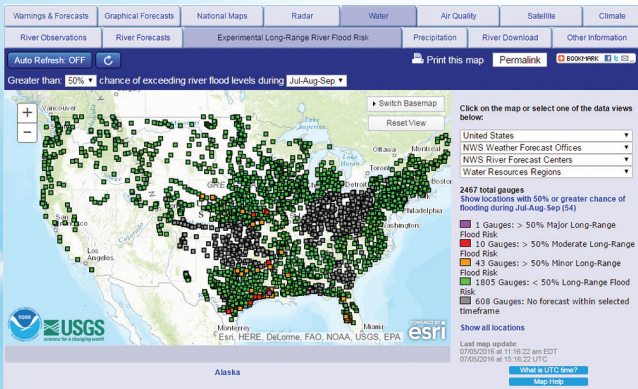 Warnings & Forecasts Graphical Forecasts National Maps Radar Water Air Quality Satellite Climate
River Observations River Forecasts Experimental Long-Range River Flood Risk Precipitation River Download Other Information
Auto Refresh: OFF Print this map Permalink BOOKMARK
Greater than: 50% chance of exceeding river flood levels during Jul-Aug-Sep
+
−
Switch Basemap
Reset View
Vancouver
Lake Superior
Ottawa Montreal
Lake Huron
Toronto
Detroit
Boston
GRE
Philadelphia
Washington
San
Colorado
Los Angeles
Monterrey
Miami
NOAA
USGS
science for a changing world
Esri, HERE, DeLorme, FAO, NOAA, USGS, EPA
POWERED BY
esri
Alaska
Click on the map or select one of the data views
below:
United States
NWS Weather Forecast Offices
NWS River Forecast Centers
Water Resources Regions
2467 total gauges
Show locations with 50% or greater chance of
flooding during Jul-Aug-Sep (54)
1 Gauges: > 50% Major Long-Range
Flood Risk
10 Gauges: > 50% Moderate Long-Range
Flood Risk
43 Gauges: > 50% Minor Long-Range
Flood Risk
1805 Gauges: < 50% Long-Range
Flood Risk
608 Gauges: No forecast within selected
timeframe
Show all locations
Last map update:
07/05/2016 at 11:16:22 am EDT
07/05/2016 at 15:16:22 UTC
What is UTC time?
Map Help